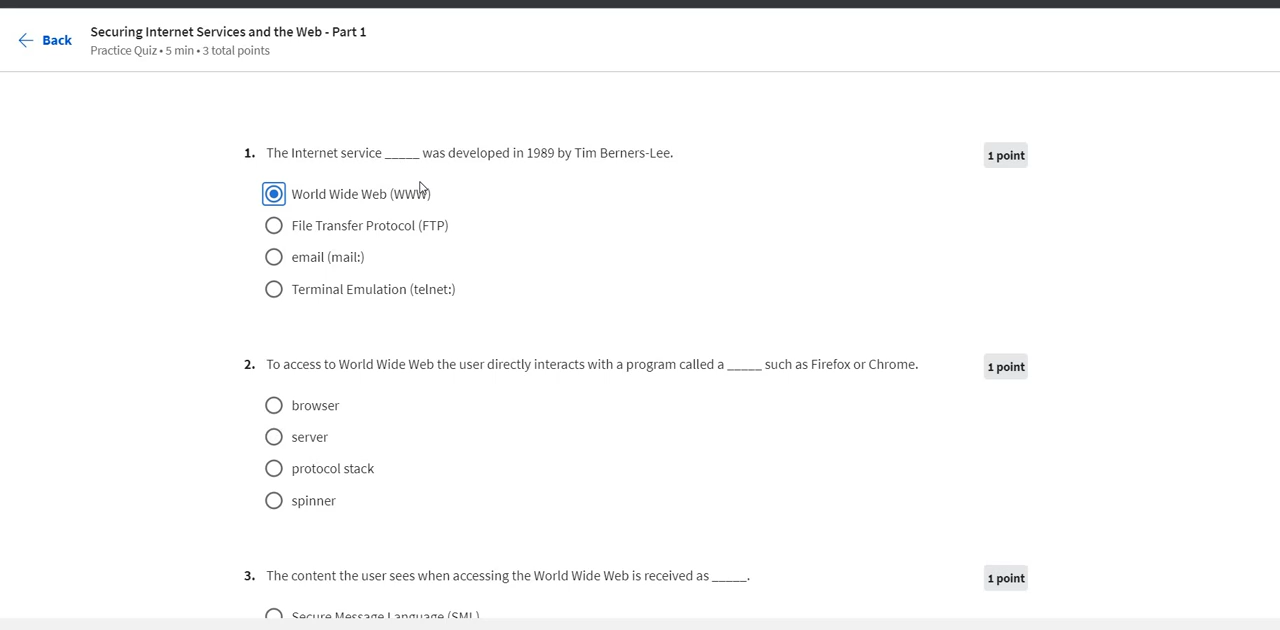 Back
Securing Internet Services and the Web - Part 1
Practice Quiz • 5 min • 3 total points
1. The Internet service _____ was developed in 1989 by Tim Berners-Lee.
1 point
World Wide Web (WWW)
File Transfer Protocol (FTP)
email (mail:)
Terminal Emulation (telnet:)
2. To access to World Wide Web the user directly interacts with a program called a _____ such as Firefox or Chrome.
1 point
browser
server
protocol stack
spinner
3. The content the user sees when accessing the World Wide Web is received as _____.
1 point
Secure Message Language (SML)